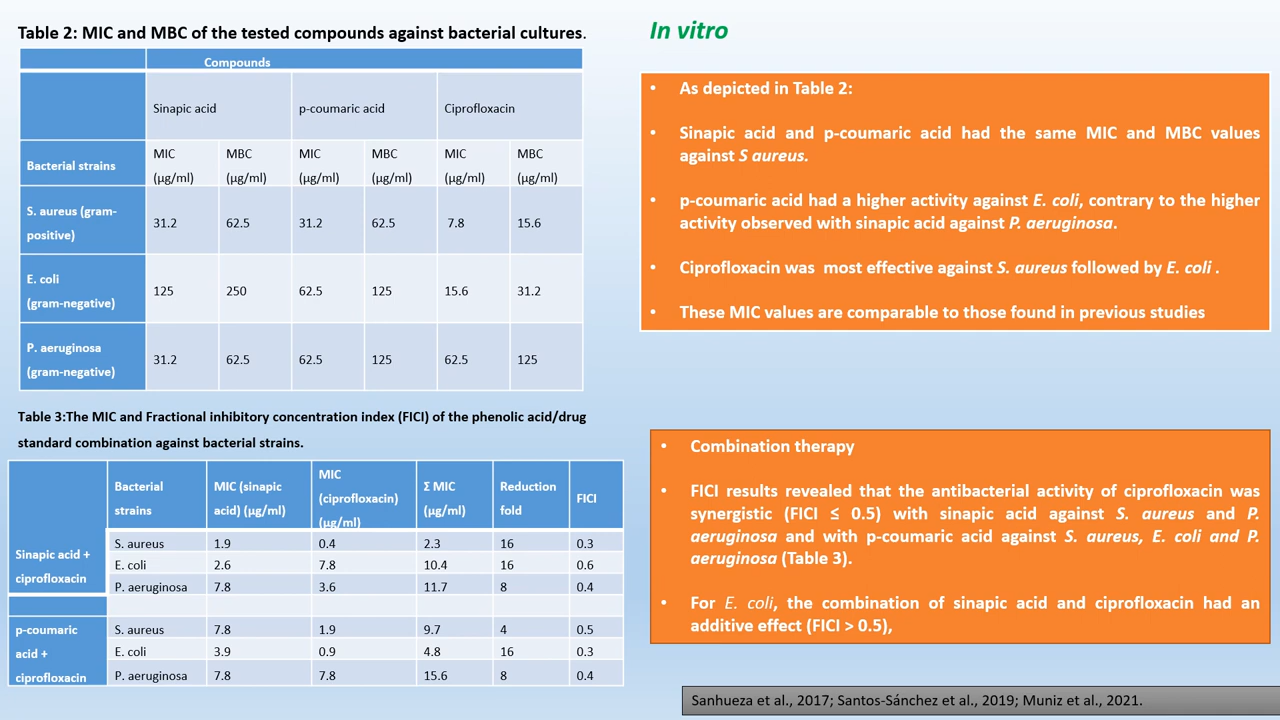 Table 2: MIC and MBC of the tested compounds against bacterial cultures.
Compounds
Sinapic acid p-coumaric acid Ciprofloxacin
Bacterial strains MIC (µg/ml) MBC (µg/ml) MIC (µg/ml) MBC (µg/ml) MIC (µg/ml) MBC (µg/ml)
S. aureus (gram-positive) 31.2 62.5 31.2 62.5 7.8 15.6
E. coli (gram-negative) 125 250 62.5 125 15.6 31.2
P. aeruginosa (gram-negative) 31.2 62.5 62.5 125 62.5 125
Table 3:The MIC and Fractional inhibitory concentration index (FICI) of the phenolic acid/drug
standard combination against bacterial strains.
Bacterial strains MIC (sinapic acid) (µg/ml) MIC (ciprofloxacin) (µg/ml) Σ MIC (µg/ml) Reduction fold FICI
Sinapic acid + ciprofloxacin
S. aureus 1.9 0.4 2.3 16 0.3
E. coli 2.6 7.8 10.4 16 0.6
P. aeruginosa 7.8 3.6 11.7 8 0.4
p-coumaric acid + ciprofloxacin
S. aureus 7.8 1.9 9.7 4 0.5
E. coli 3.9 0.9 4.8 16 0.3
P. aeruginosa 7.8 7.8 15.6 8 0.4
In vitro
• As depicted in Table 2:
• Sinapic acid and p-coumaric acid had the same MIC and MBC values
against S aureus.
• p-coumaric acid had a higher activity against E. coli, contrary to the higher
activity observed with sinapic acid against P. aeruginosa.
• Ciprofloxacin was most effective against S. aureus followed by E. coli .
• These MIC values are comparable to those found in previous studies
• Combination therapy
• FICI results revealed that the antibacterial activity of ciprofloxacin was
synergistic (FICI ≤ 0.5) with sinapic acid against S. aureus and P.
aeruginosa and with p-coumaric acid against S. aureus, E. coli and P.
aeruginosa (Table 3).
• For E. coli, the combination of sinapic acid and ciprofloxacin had an
additive effect (FICI > 0.5),
Sanhueza et al., 2017; Santos-Sánchez et al., 2019; Muniz et al., 2021.